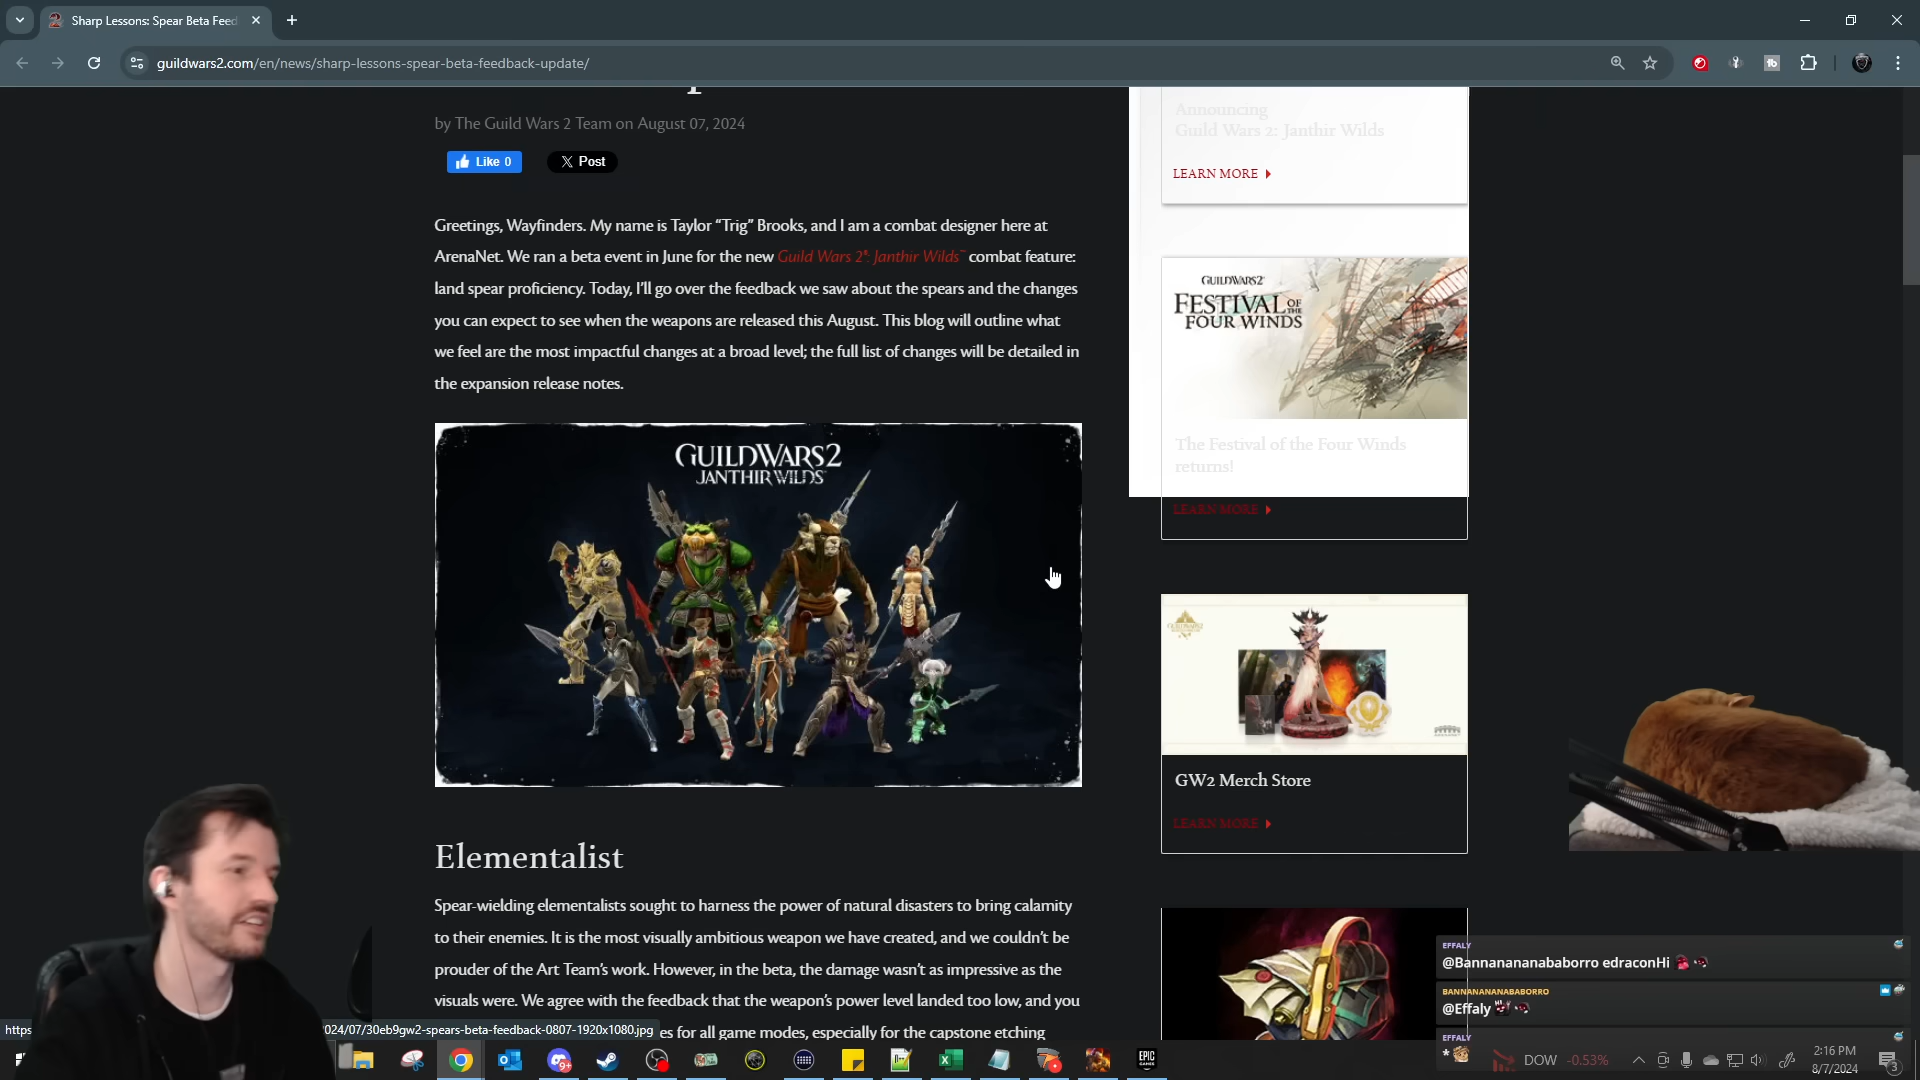 Sharp Lessons: Spear Beta Feed
guildwars2.com/en/news/sharp-lessons-spear-beta-feedback-update/
by The Guild Wars 2 Team on August 07, 2024
Like 0
Post
Greetings, Wayfinders. My name is Taylor “Trig” Brooks, and I am a combat designer here at
ArenaNet. We ran a beta event in June for the new Guild Wars 2®: Janthir Wilds™ combat feature:
land spear proficiency. Today, I’ll go over the feedback we saw about the spears and the changes
you can expect to see when the weapons are released this August. This blog will outline what
we feel are the most impactful changes at a broad level; the full list of changes will be detailed in
the expansion release notes.
GUILD WARS 2
JANTHIR WILDS™
Elementalist
Spear-wielding elementalists sought to harness the power of natural disasters to bring calamity
to their enemies. It is the most visually ambitious weapon we have created, and we couldn’t be
prouder of the Art Team’s work. However, in the beta, the damage wasn’t as impressive as the
visuals were. We agree with the feedback that the weapon’s power level landed too low, and you
es for all game modes, especially for the capstone etching
Announcing
Guild Wars 2: Janthir Wilds
LEARN MORE
GUILD WARS 2
FESTIVAL OF THE
FOUR WINDS
The Festival of the Four Winds
returns!
LEARN MORE
GUILD WARS 2
GW2 Merch Store
LEARN MORE
EFFALY
@Bannanananababorro edraconHi
BANNANANANABABORRO
@Effaly
EFFALY
*
https
024/07/30eb9gw2-spears-beta-feedback-0807-1920x1080.jpg
9+
EPIC
GAMES
DOW -0.53%
2:16 PM
8/7/2024
3